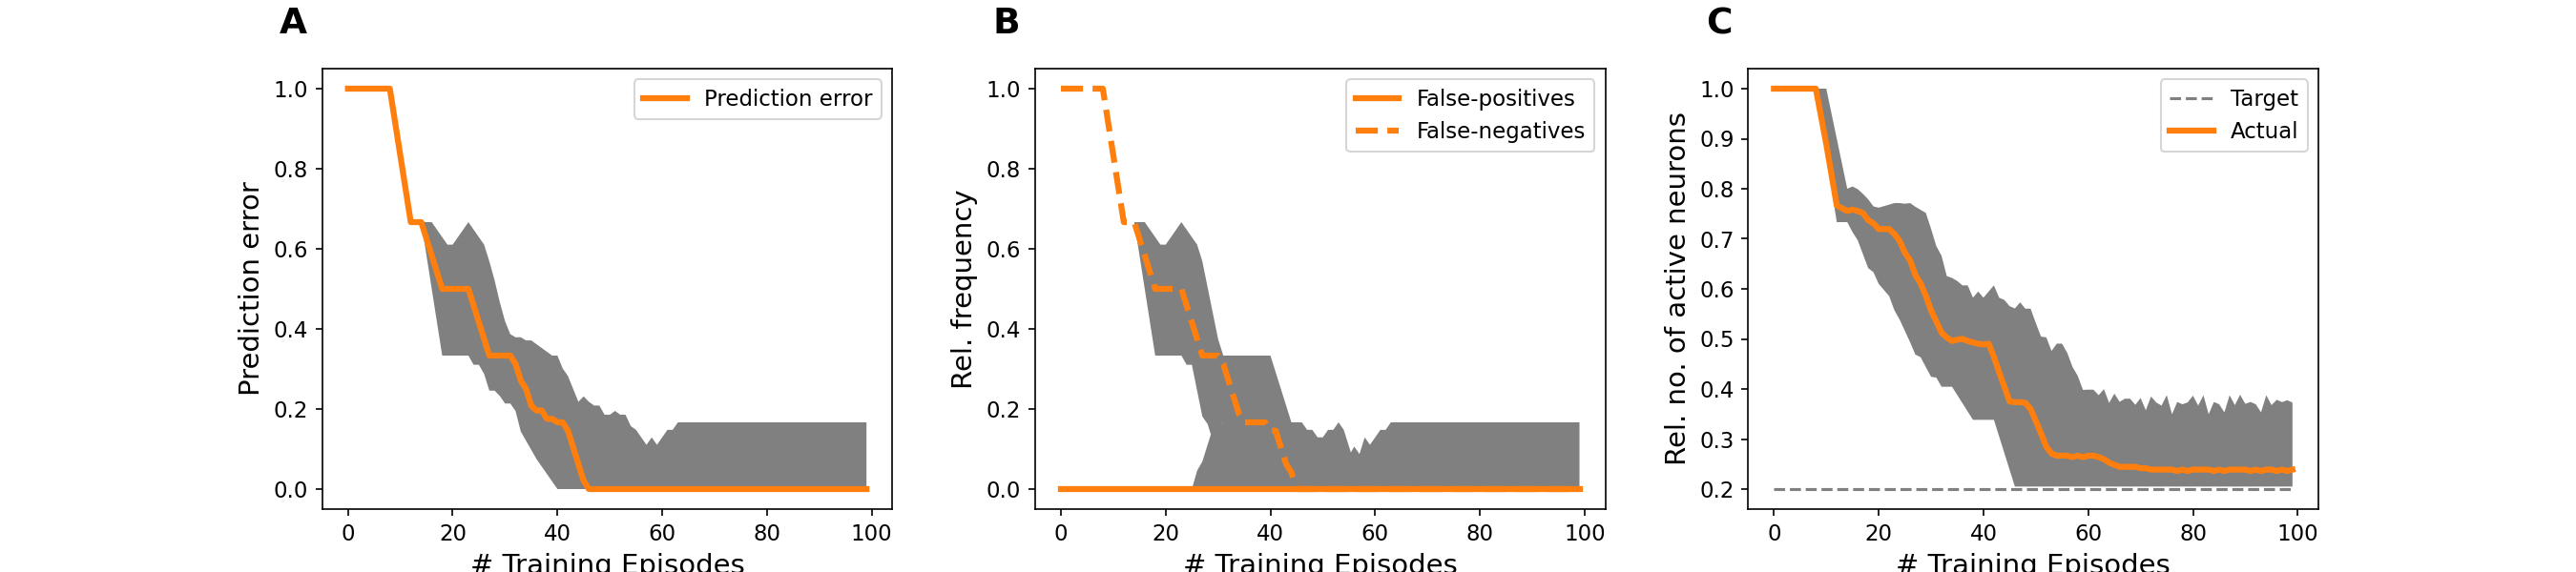 A
Prediction error
1.0
0.8
0.6
0.4
0.2
0.0
Prediction error
0 20 40 60 80 100
# Training Episodes
B
False-positives
False-negatives
1.0
0.8
0.6
0.4
0.2
0.0
Rel. frequency
0 20 40 60 80 100
# Training Episodes
C
Target
Actual
1.0
0.9
0.8
0.7
0.6
0.5
0.4
0.3
0.2
Rel. no. of active neurons
0 20 40 60 80 100
# Training Episodes